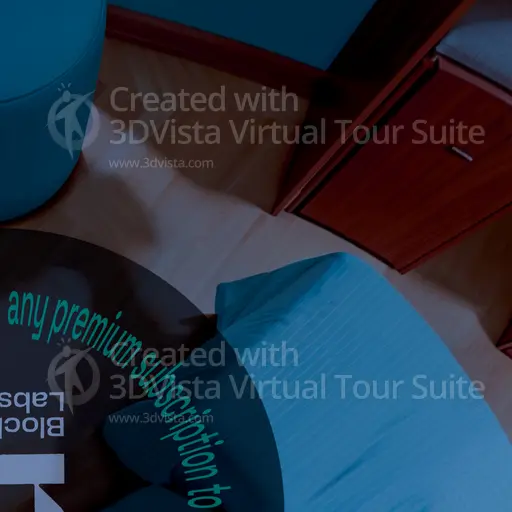 Created with
3DVista Virtual Tour Suite
www.3dvista.com
any premium subscription to
Created with
3DVista Virtual Tour Suite
www.3dvista.com
Labs
Block